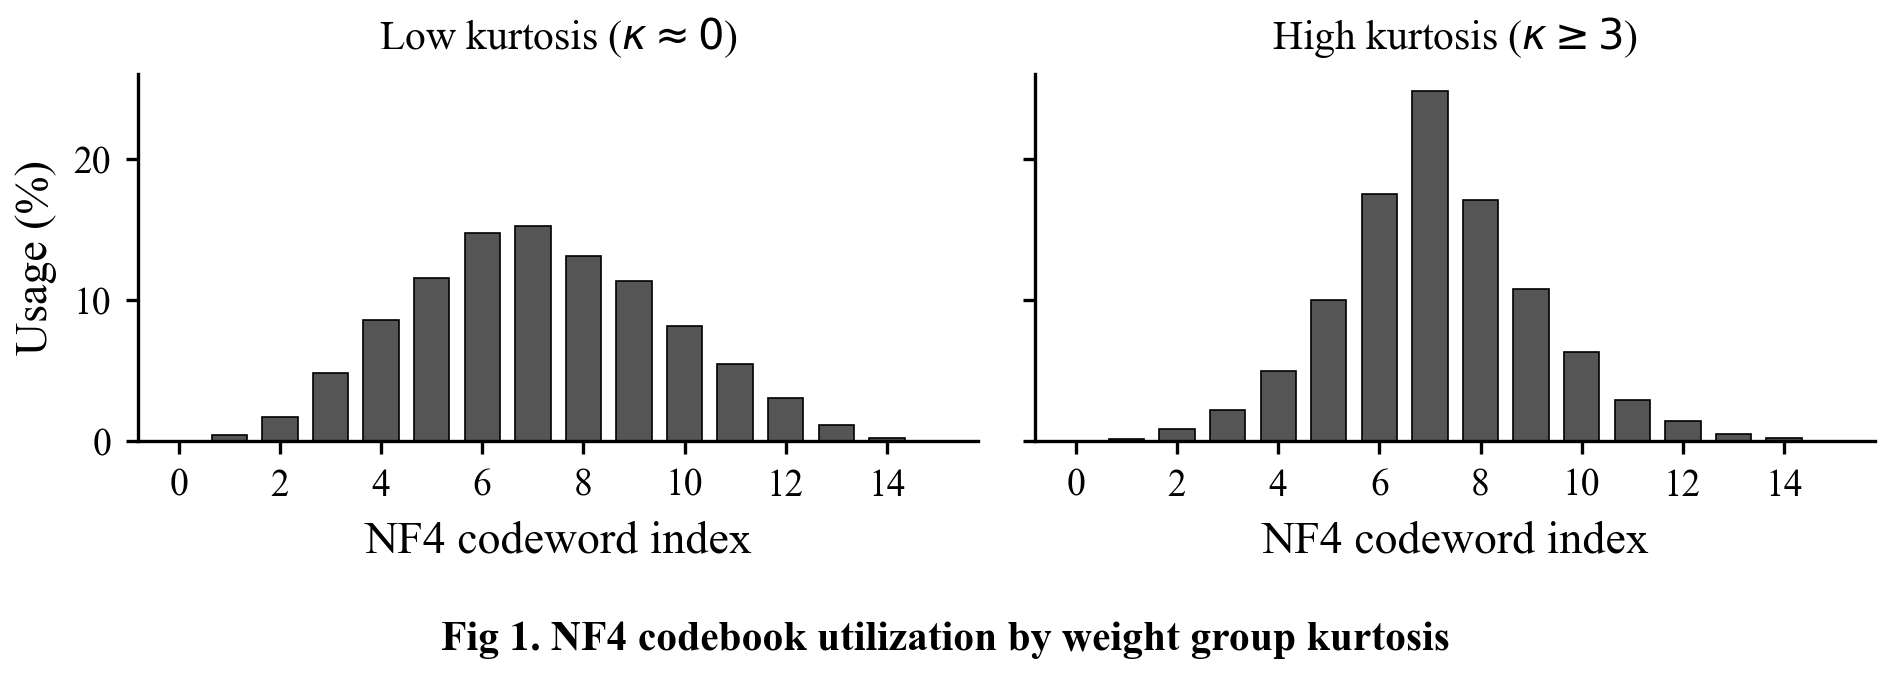 Low kurtosis (κ ≈ 0)
High kurtosis (κ ≥ 3)
Usage (%)
20
10
0
0 2 4 6 8 10 12 14
0 2 4 6 8 10 12 14
NF4 codeword index
NF4 codeword index
Fig 1. NF4 codebook utilization by weight group kurtosis